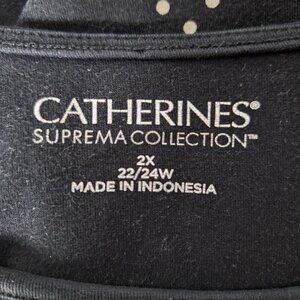 CATHERINES®
SUPREMA COLLECTION™
2X
22/24W
MADE IN INDONESIA